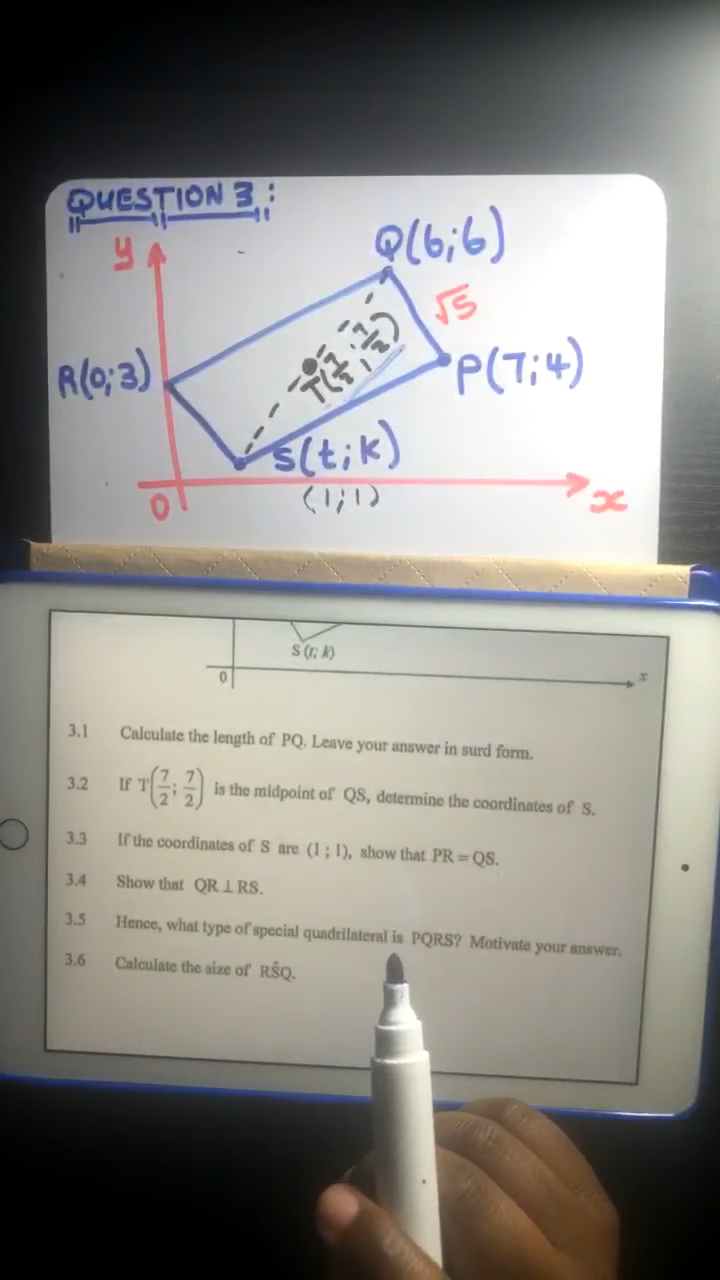 QUESTION 3:
y
Q(6;6)
√5
R(0;3)
T(7/2;7/2)
P(7;4)
S(t;k)
(1;1)
0
x
S (t; k)
0
x
3.1 Calculate the length of PQ. Leave your answer in surd form.
3.2 If T(7/2 ; 7/2) is the midpoint of QS, determine the coordinates of S.
3.3 If the coordinates of S are (1 ; 1), show that PR = QS.
3.4 Show that QR ⊥ RS.
3.5 Hence, what type of special quadrilateral is PQRS? Motivate your answer.
3.6 Calculate the size of RŜQ.